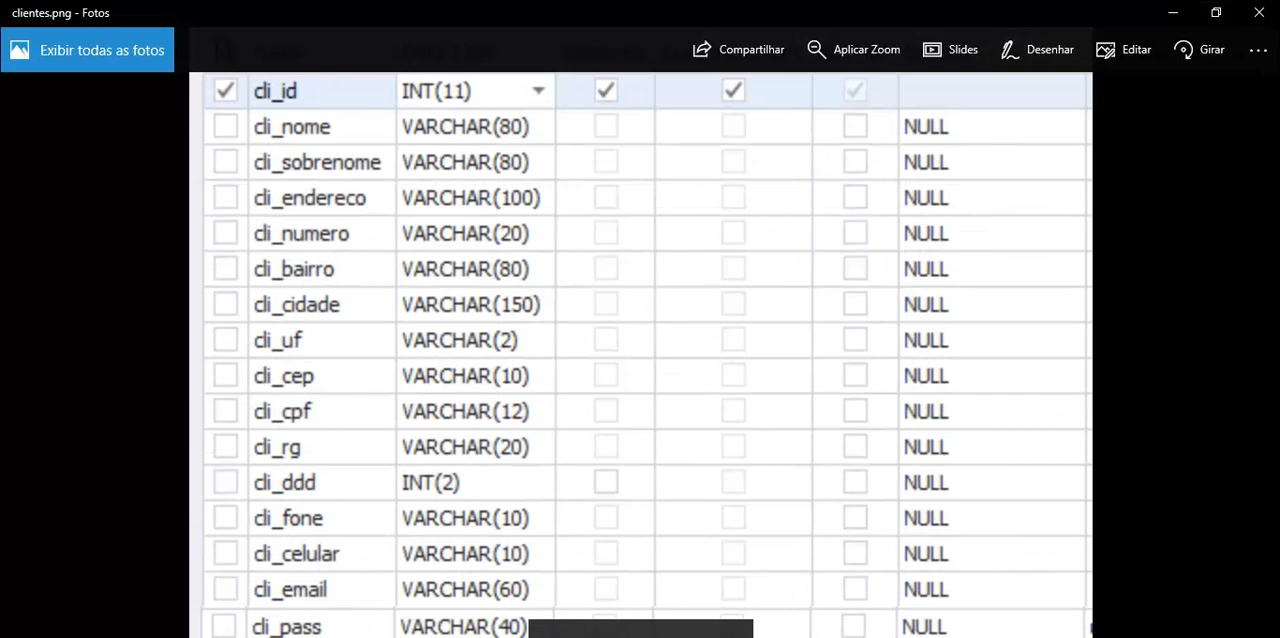 clientes.png - Fotos
Exibir todas as fotos Compartilhar Aplicar Zoom Slides Desenhar Editar Girar
cli_id INT(11)
cli_nome VARCHAR(80) NULL
cli_sobrenome VARCHAR(80) NULL
cli_endereco VARCHAR(100) NULL
cli_numero VARCHAR(20) NULL
cli_bairro VARCHAR(80) NULL
cli_cidade VARCHAR(150) NULL
cli_uf VARCHAR(2) NULL
cli_cep VARCHAR(10) NULL
cli_cpf VARCHAR(12) NULL
cli_rg VARCHAR(20) NULL
cli_ddd INT(2) NULL
cli_fone VARCHAR(10) NULL
cli_celular VARCHAR(10) NULL
cli_email VARCHAR(60) NULL
cli_pass VARCHAR(40) NULL